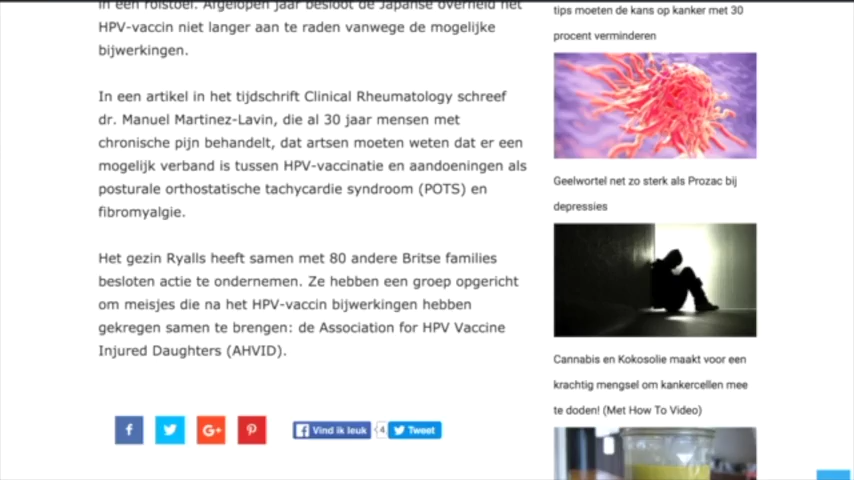 in een rolstoel. Afgelopen jaar besloot de Japanse overheid het
HPV-vaccin niet langer aan te raden vanwege de mogelijke
bijwerkingen.
In een artikel in het tijdschrift Clinical Rheumatology schreef
dr. Manuel Martinez-Lavin, die al 30 jaar mensen met
chronische pijn behandelt, dat artsen moeten weten dat er een
mogelijk verband is tussen HPV-vaccinatie en aandoeningen als
posturale orthostatische tachycardie syndroom (POTS) en
fibromyalgie.
Het gezin Ryalls heeft samen met 80 andere Britse families
besloten actie te ondernemen. Ze hebben een groep opgericht
om meisjes die na het HPV-vaccin bijwerkingen hebben
gekregen samen te brengen: de Association for HPV Vaccine
Injured Daughters (AHVID).
Vind ik leuk
4
Tweet
tips moeten de kans op kanker met 30
procent verminderen
Geelwortel net zo sterk als Prozac bij
depressies
Cannabis en Kokosolie maakt voor een
krachtig mengsel om kankercellen mee
te doden! (Met How To Video)